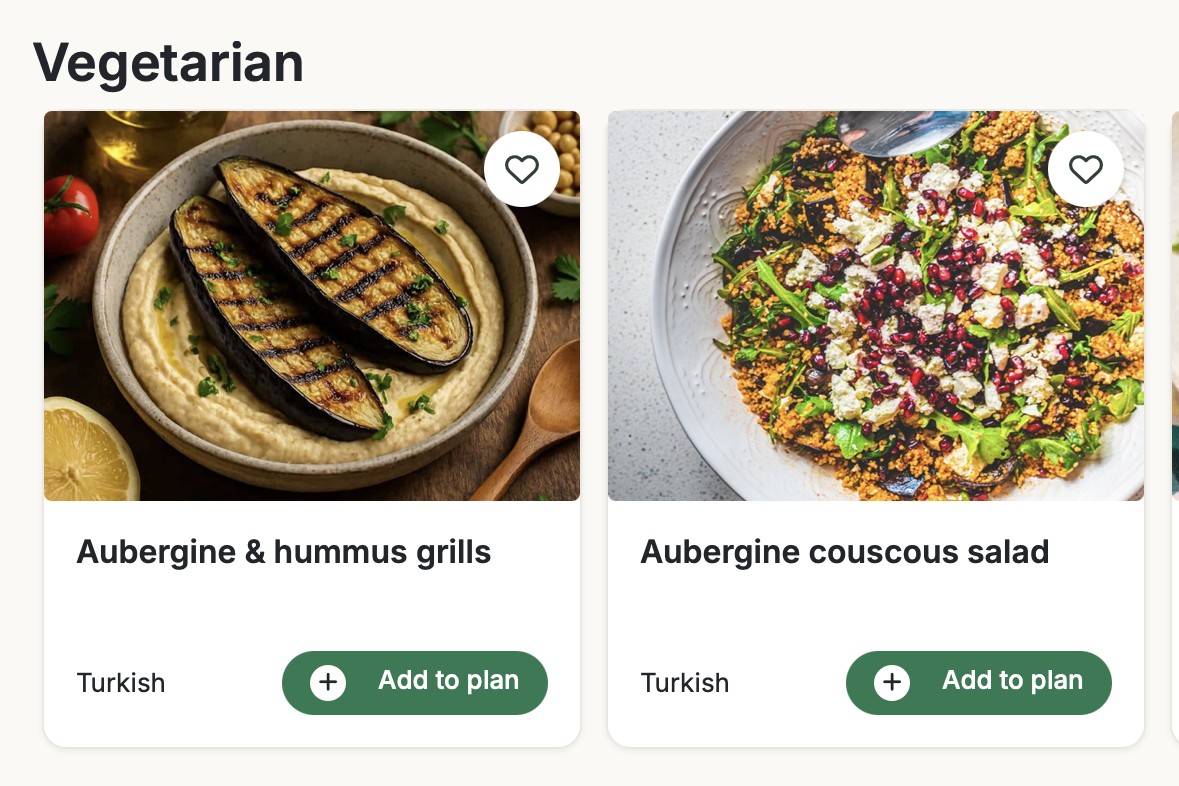 Vegetarian
Aubergine & hummus grills
Turkish
Add to plan
Aubergine couscous salad
Turkish
Add to plan